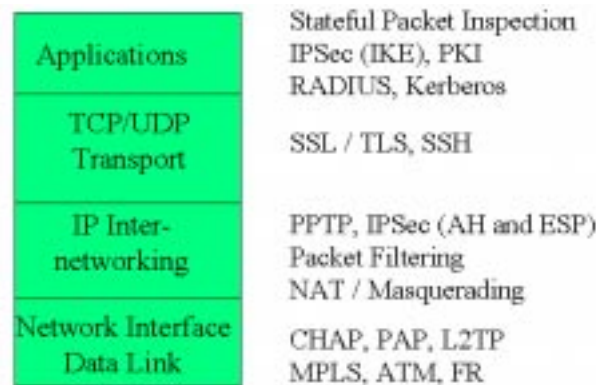 Applications
Stateful Packet Inspection
IPSec (IKE), PKI
RADIUS, Kerberos
TCP/UDP
Transport
SSL / TLS, SSH
IP Inter-
networking
PPTP, IPSec (AH and ESP)
Packet Filtering
NAT / Masquerading
Network Interface
Data Link
CHAP, PAP, L2TP
MPLS, ATM, FR